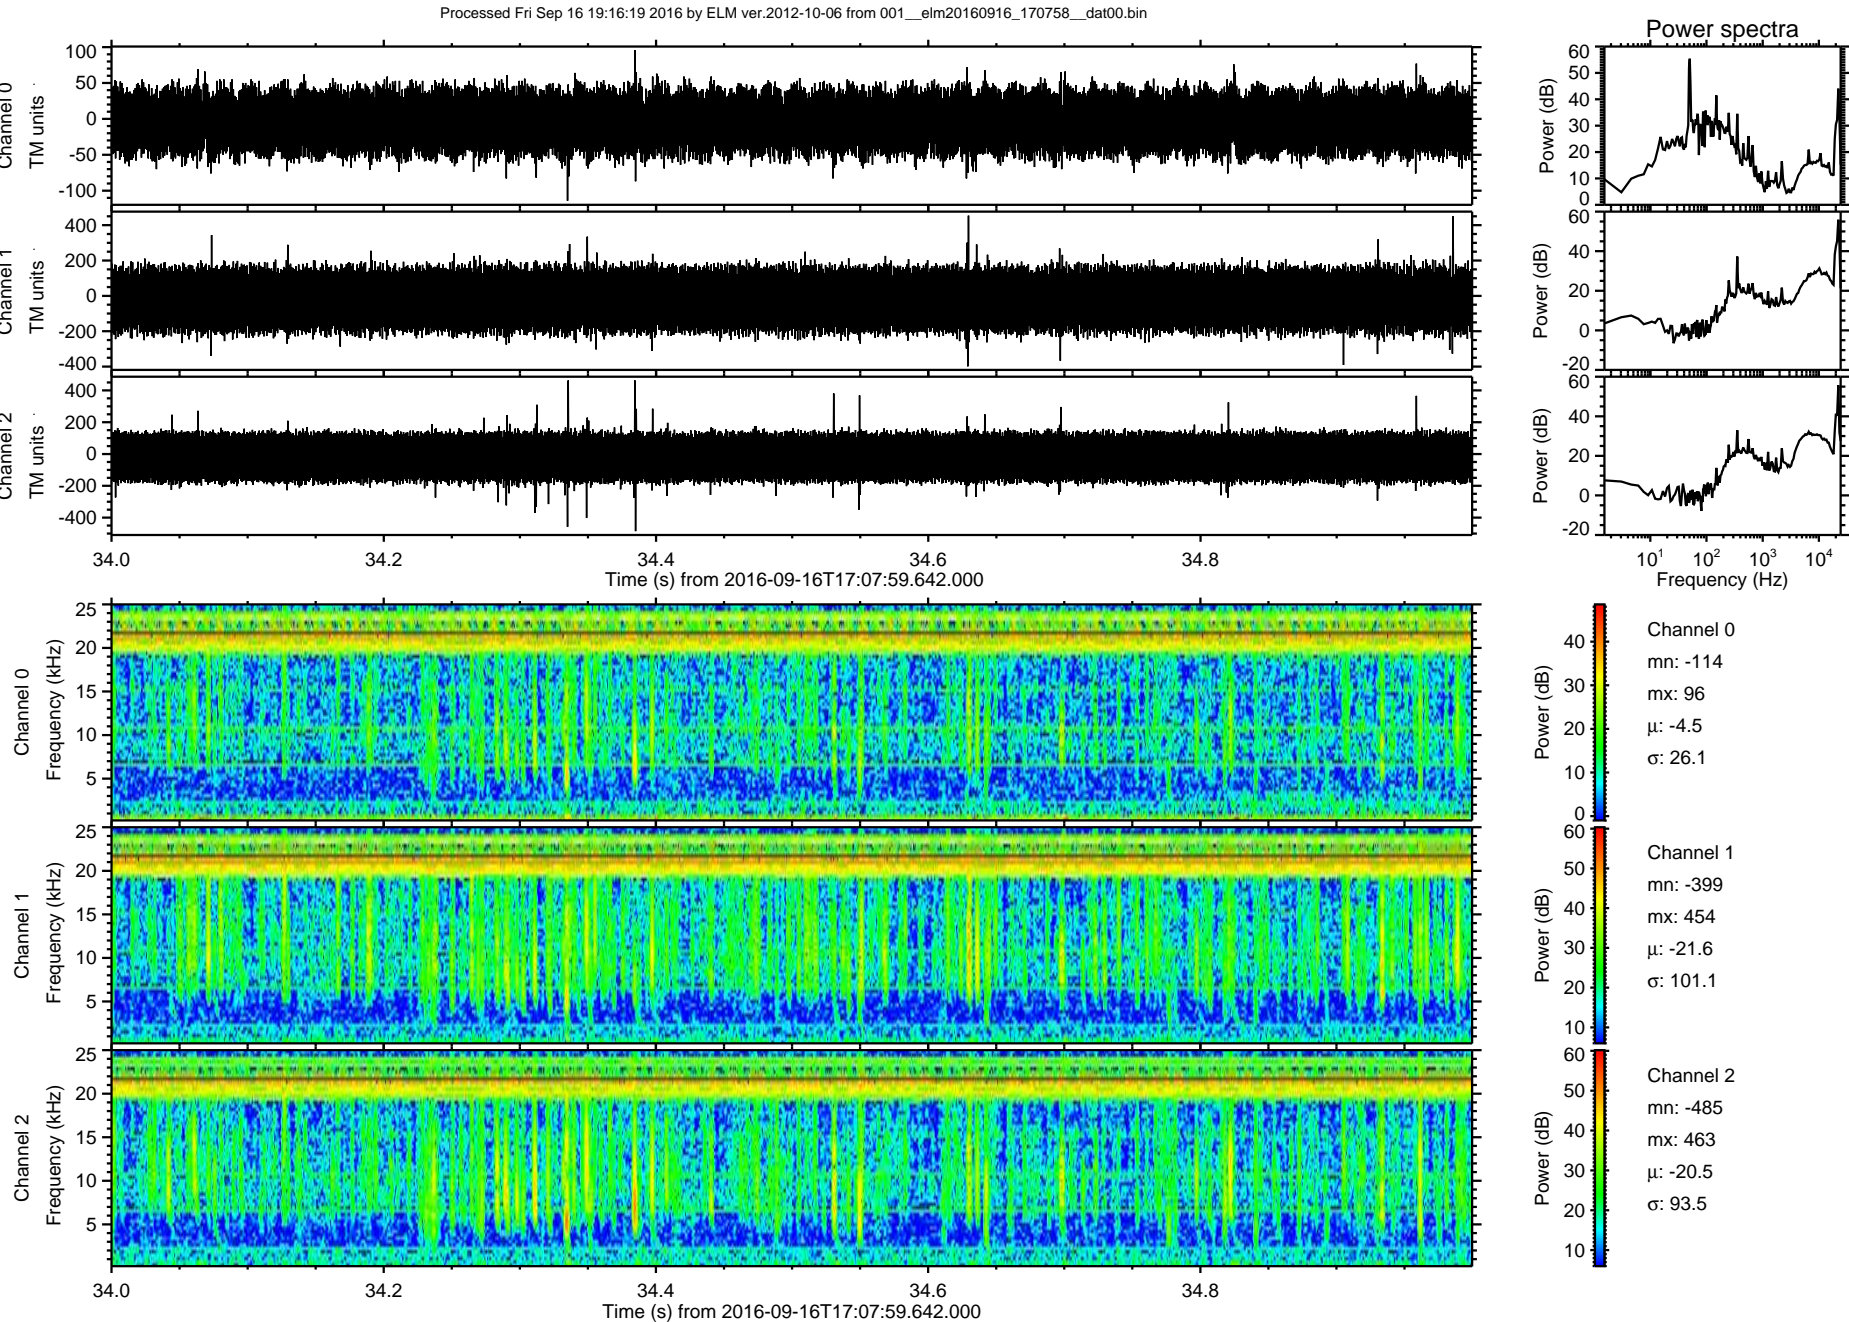 Processed Fri Sep 16 19:16:19 2016 by ELM ver.2012-10-06 from 001__elm20160916_170758__dat00.bin
Power spectra
Channel 0
TM units
100
50
0
-50
-100
Power (dB)
60
50
40
30
20
10
0
Channel 1
TM units
400
200
0
-200
-400
Power (dB)
60
40
20
0
-20
Channel 2
TM units
400
200
0
-200
-400
Power (dB)
60
40
20
0
-20
34.0 34.2 34.4 34.6 34.8
Time (s) from 2016-09-16T17:07:59.642.000
10^1 10^2 10^3 10^4
Frequency (Hz)
Channel 0
Frequency (kHz)
25
20
15
10
5
Power (dB)
40
30
20
10
0
Channel 0
mn: -114
mx: 96
μ: -4.5
σ: 26.1
Channel 1
Frequency (kHz)
25
20
15
10
5
Power (dB)
60
50
40
30
20
10
Channel 1
mn: -399
mx: 454
μ: -21.6
σ: 101.1
Channel 2
Frequency (kHz)
25
20
15
10
5
Power (dB)
60
50
40
30
20
10
Channel 2
mn: -485
mx: 463
μ: -20.5
σ: 93.5
34.0 34.2 34.4 34.6 34.8
Time (s) from 2016-09-16T17:07:59.642.000